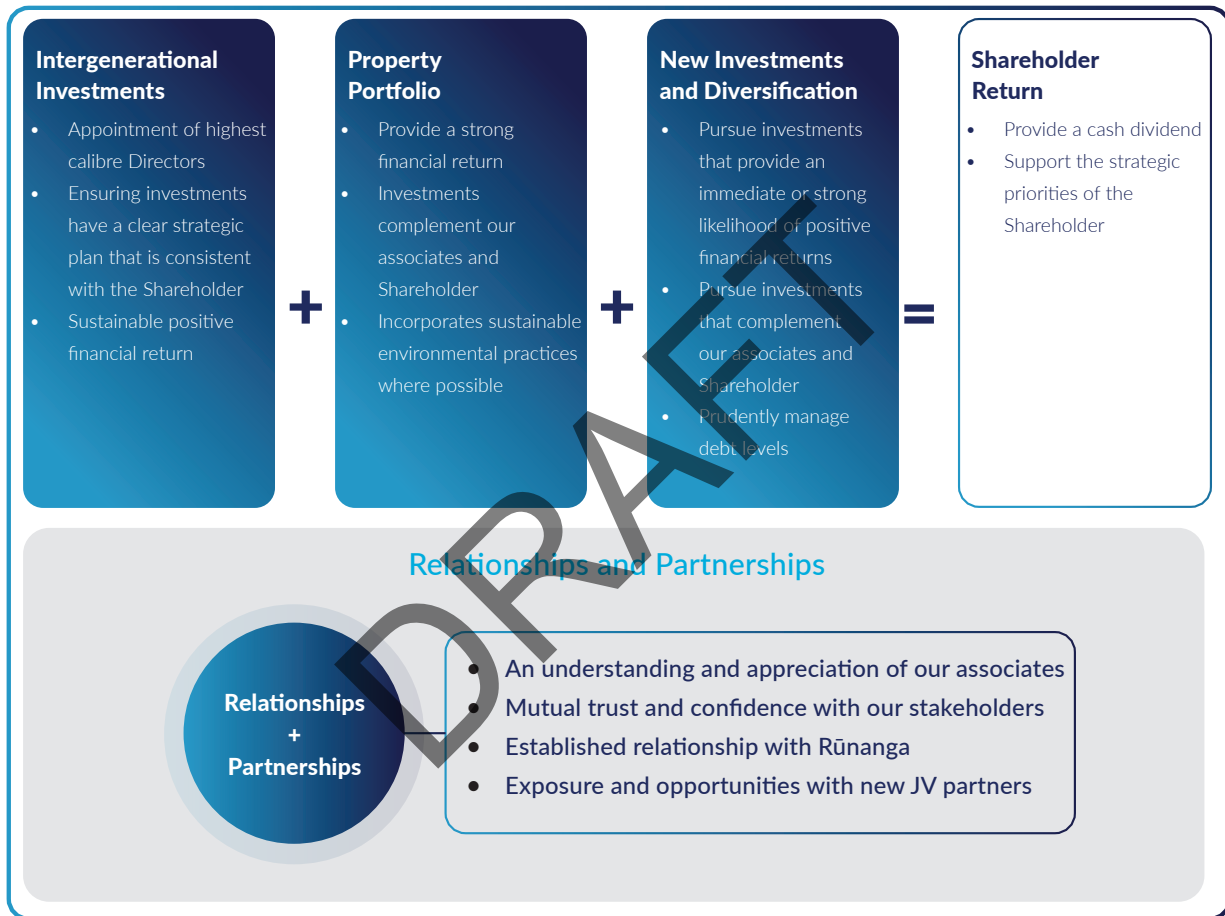 Intergenerational
Investments
• Appointment of highest
calibre Directors
• Ensuring investments
have a clear strategic
plan that is consistent
with the Shareholder
• Sustainable positive
financial return
+
Property
Portfolio
• Provide a strong
financial return
• Investments
complement our
associates and
Shareholder
• Incorporates sustainable
environmental practices
where possible
+
New Investments
and Diversification
• Pursue investments
that provide an
immediate or strong
likelihood of positive
financial returns
• Pursue investments
that complement
our associates and
Shareholder
• Prudently manage
debt levels
=
Shareholder
Return
• Provide a cash dividend
• Support the strategic
priorities of the
Shareholder
Relationships and Partnerships
Relationships
+
Partnerships
• An understanding and appreciation of our associates
• Mutual trust and confidence with our stakeholders
• Established relationship with Rūnanga
• Exposure and opportunities with new JV partners
DRAFT